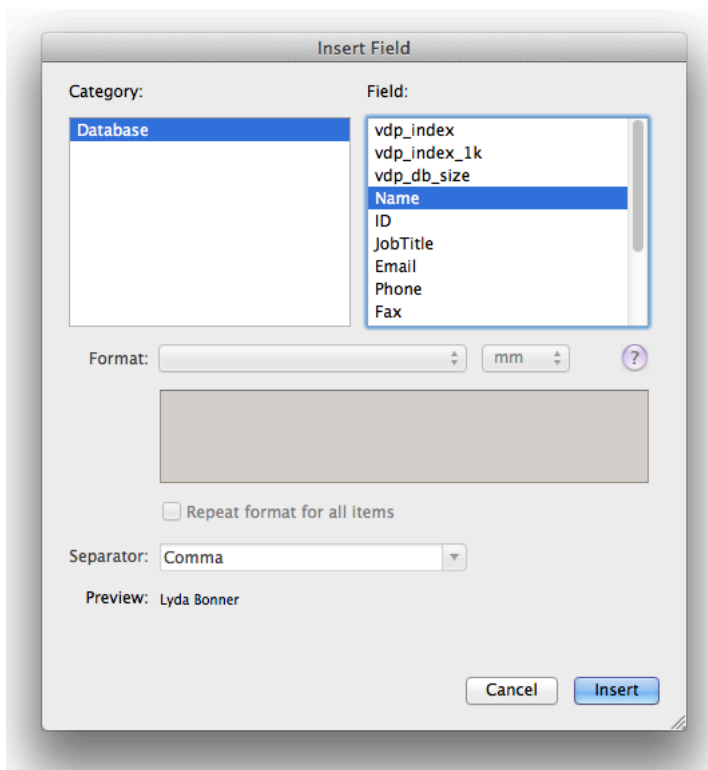 Insert Field
Category:
Field:
Database
vdp_index
vdp_index_1k
vdp_db_size
Name
ID
JobTitle
Email
Phone
Fax
Format:
mm
?
Repeat format for all items
Separator:
Comma
Preview:
Lyda Bonner
Cancel
Insert